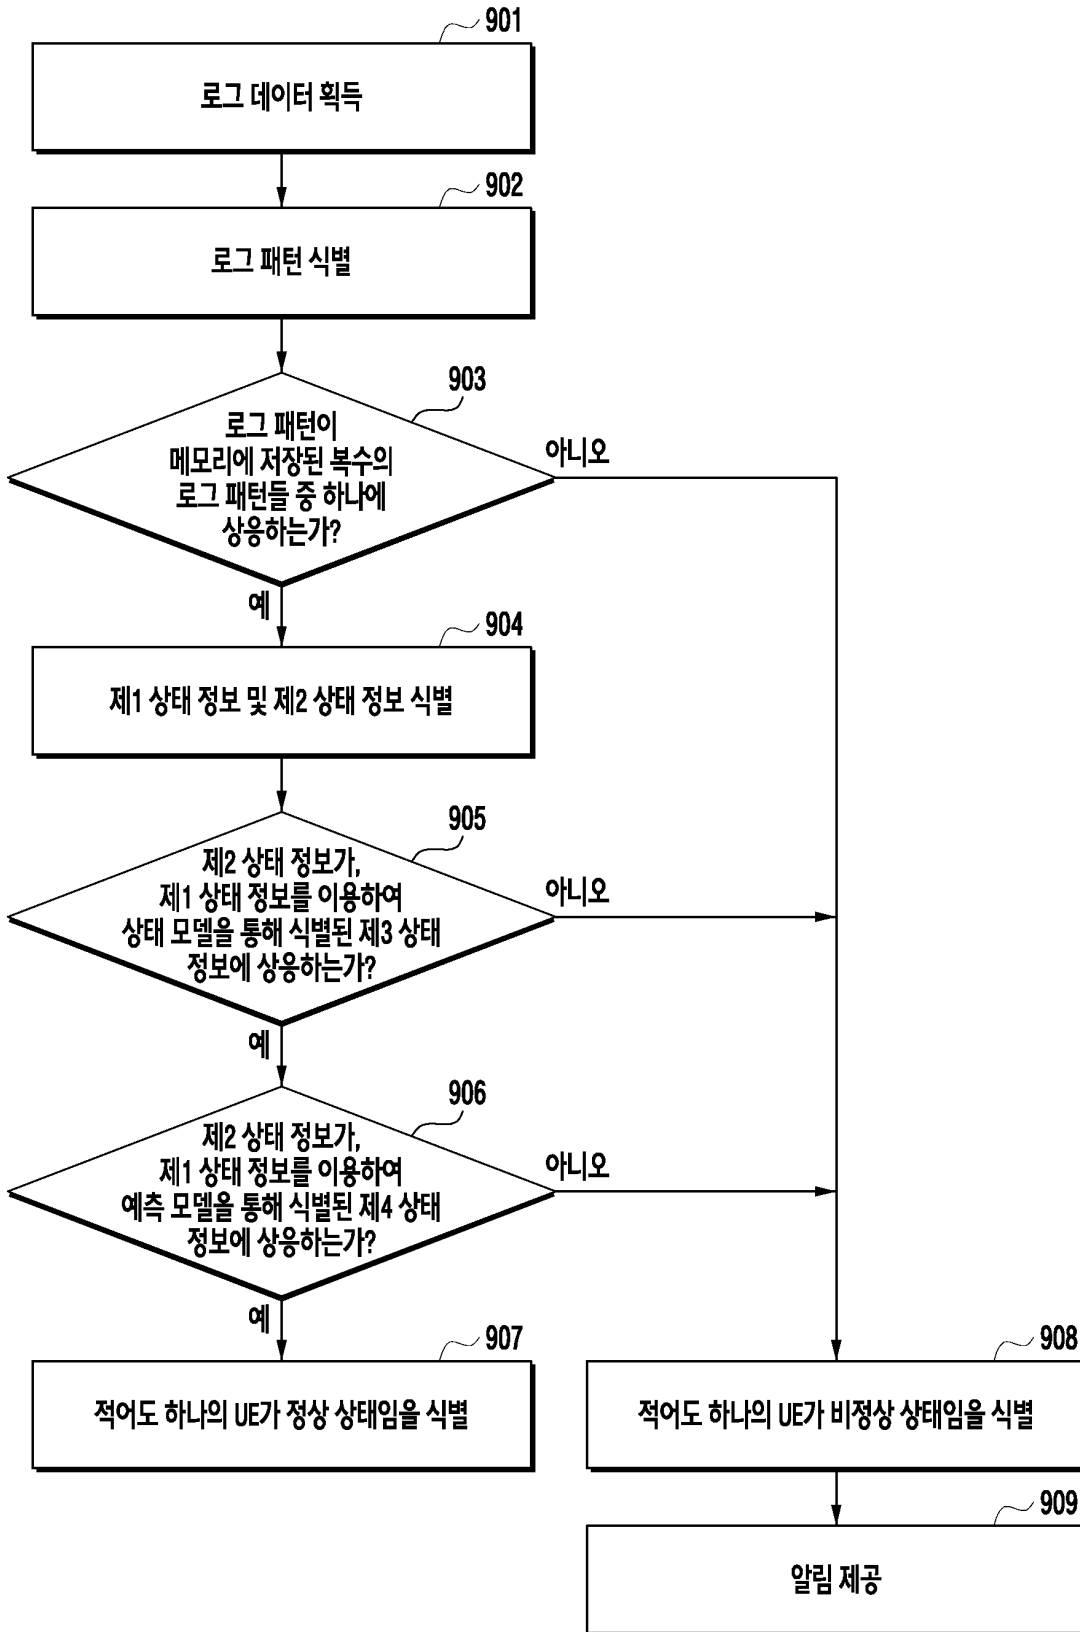 901
로그 데이터 획득
902
로그 패턴 식별
903
로그 패턴이
메모리에 저장된 복수의
로그 패턴들 중 하나에
상응하는가?
아니오
예
904
제1 상태 정보 및 제2 상태 정보 식별
905
제2 상태 정보가,
제1 상태 정보를 이용하여
상태 모델을 통해 식별된 제3 상태
정보에 상응하는가?
아니오
예
906
제2 상태 정보가,
제1 상태 정보를 이용하여
예측 모델을 통해 식별된 제4 상태
정보에 상응하는가?
아니오
예
907
적어도 하나의 UE가 정상 상태임을 식별
908
적어도 하나의 UE가 비정상 상태임을 식별
909
알림 제공